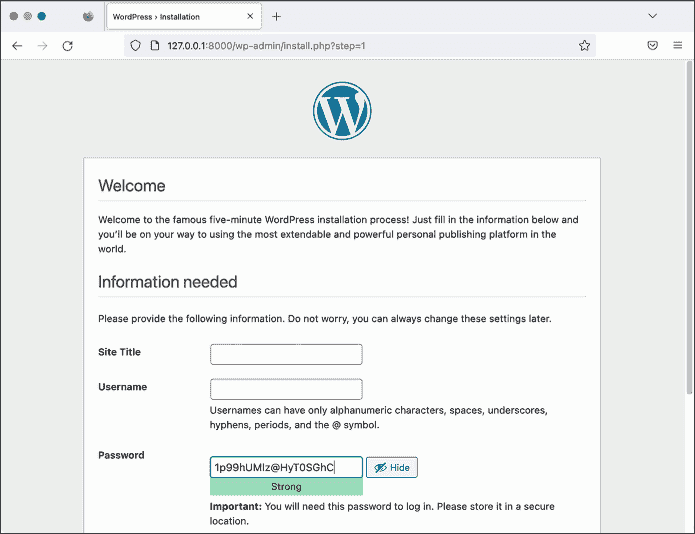 WordPress › Installation
127.0.0.1:8000/wp-admin/install.php?step=1
Welcome
Welcome to the famous five-minute WordPress installation process! Just fill in the information below and
you’ll be on your way to using the most extendable and powerful personal publishing platform in the
world.
Information needed
Please provide the following information. Do not worry, you can always change these settings later.
Site Title
Username
Usernames can have only alphanumeric characters, spaces, underscores,
hyphens, periods, and the @ symbol.
Password
1p99hUMlz@HyT0SGhC Hide
Strong
Important: You will need this password to log in. Please store it in a secure
location.